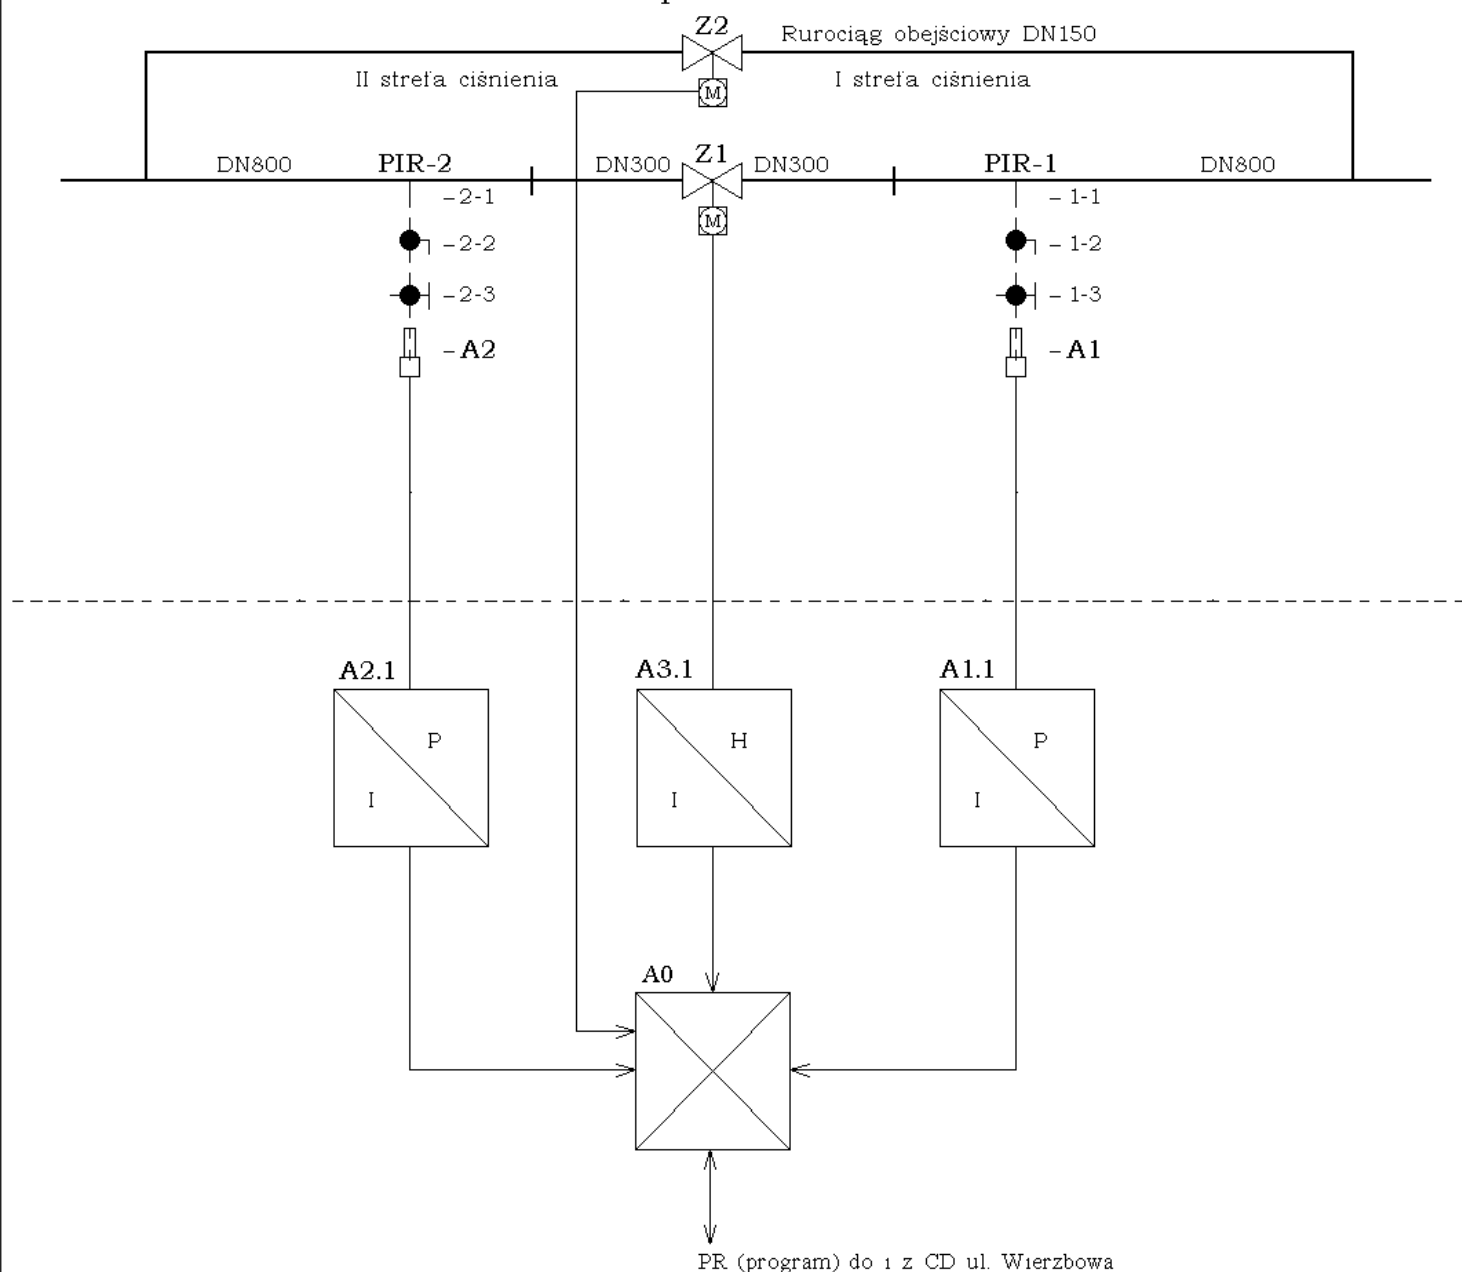 Z2
Rurociąg obejściowy DN150
II strefa ciśnienia
I strefa ciśnienia
M
DN800
PIR-2
DN300
Z1
DN300
PIR-1
DN800
-2-1
- 1-1
M
-2-2
- 1-2
-2-3
- 1-3
-A2
-A1
A2.1
A3.1
A1.1
P
H
P
I
I
I
A0
PR (program) do i z CD ul. Wierzbowa